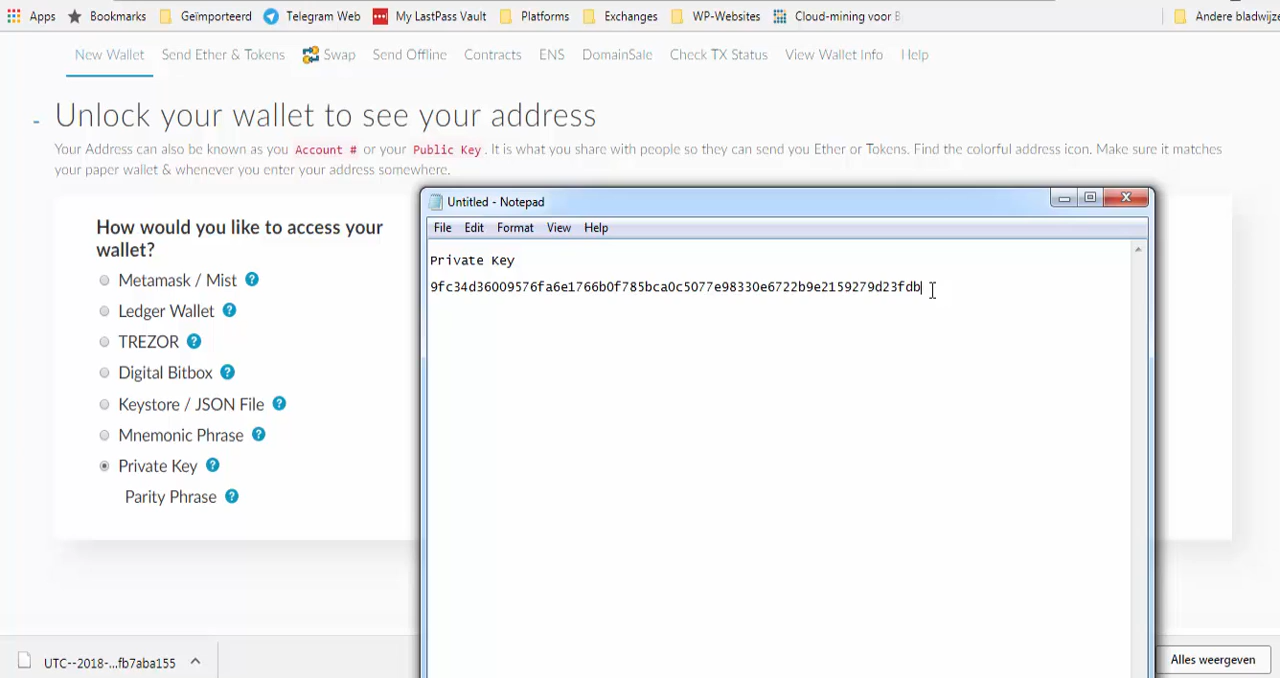 Apps Bookmarks Geïmporteerd Telegram Web My LastPass Vault Platforms Exchanges WP-Websites Cloud-mining voor B Andere bladwijze
New Wallet Send Ether & Tokens Swap Send Offline Contracts ENS DomainSale Check TX Status View Wallet Info Help
- Unlock your wallet to see your address
Your Address can also be known as you Account # or your Public Key. It is what you share with people so they can send you Ether or Tokens. Find the colorful address icon. Make sure it matches
your paper wallet & whenever you enter your address somewhere.
How would you like to access your
wallet?
Metamask / Mist ?
Ledger Wallet ?
TREZOR ?
Digital Bitbox ?
Keystore / JSON File ?
Mnemonic Phrase ?
Private Key ?
Parity Phrase ?
Untitled - Notepad
File Edit Format View Help
Private Key
9fc34d36009576fa6e1766b0f785bca0c5077e98330e6722b9e2159279d23fdb
UTC--2018-...fb7aba155
Alles weergeven